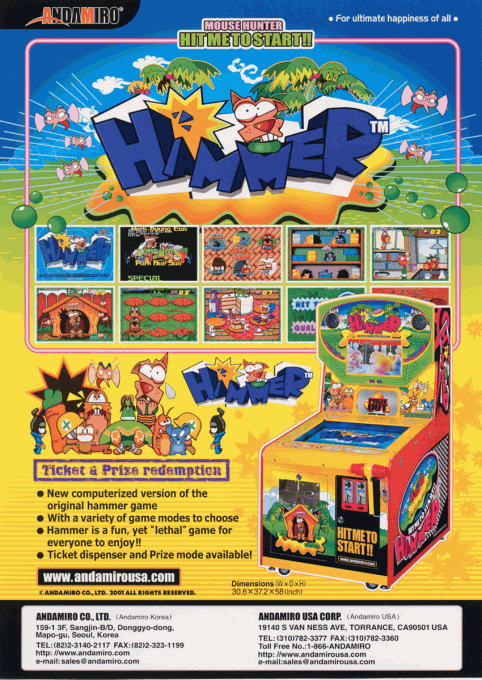 ANDAMIRO®
• For ultimate happiness of all •
MOUSE HUNTER
HIT ME TO START!!
HAMMER™
Park Hue Sun
SPECIAL
HAMMER™
Ticket & Prize redemption
● New computerized version of the
original hammer game
● With a variety of game modes to choose
● Hammer is a fun, yet "lethal" game for
everyone to enjoy!!
● Ticket dispenser and Prize mode available!
www.andamirousa.com
© ANDAMIRO CO., LTD. 2001 ALL RIGHTS RESERVED.
HAMMER
HIT ME TO
START!!
HAMMER
Dimensions (W x D x H)
30.6 X 37.2 X 58 (inch)
ANDAMIRO CO., LTD. (Andamiro Korea)
159-1 3F, Sangjin-B/D, Donggyo-dong,
Mapo-gu, Seoul, Korea
TEL: (82)2-3140-2117 FAX: (82)2-323-1199
http: //www.andamiro.com
e-mail: sales@andamiro.com
ANDAMIRO USA CORP. (Andamiro USA)
19140 S VAN NESS AVE, TORRANCE, CA90501 USA
TEL: (310)782-3377 FAX: (310)782-3360
Toll Free No.: 1-866-ANDAMIRO
http: //www.andamirousa.com
e-mail: sales@andamirousa.com